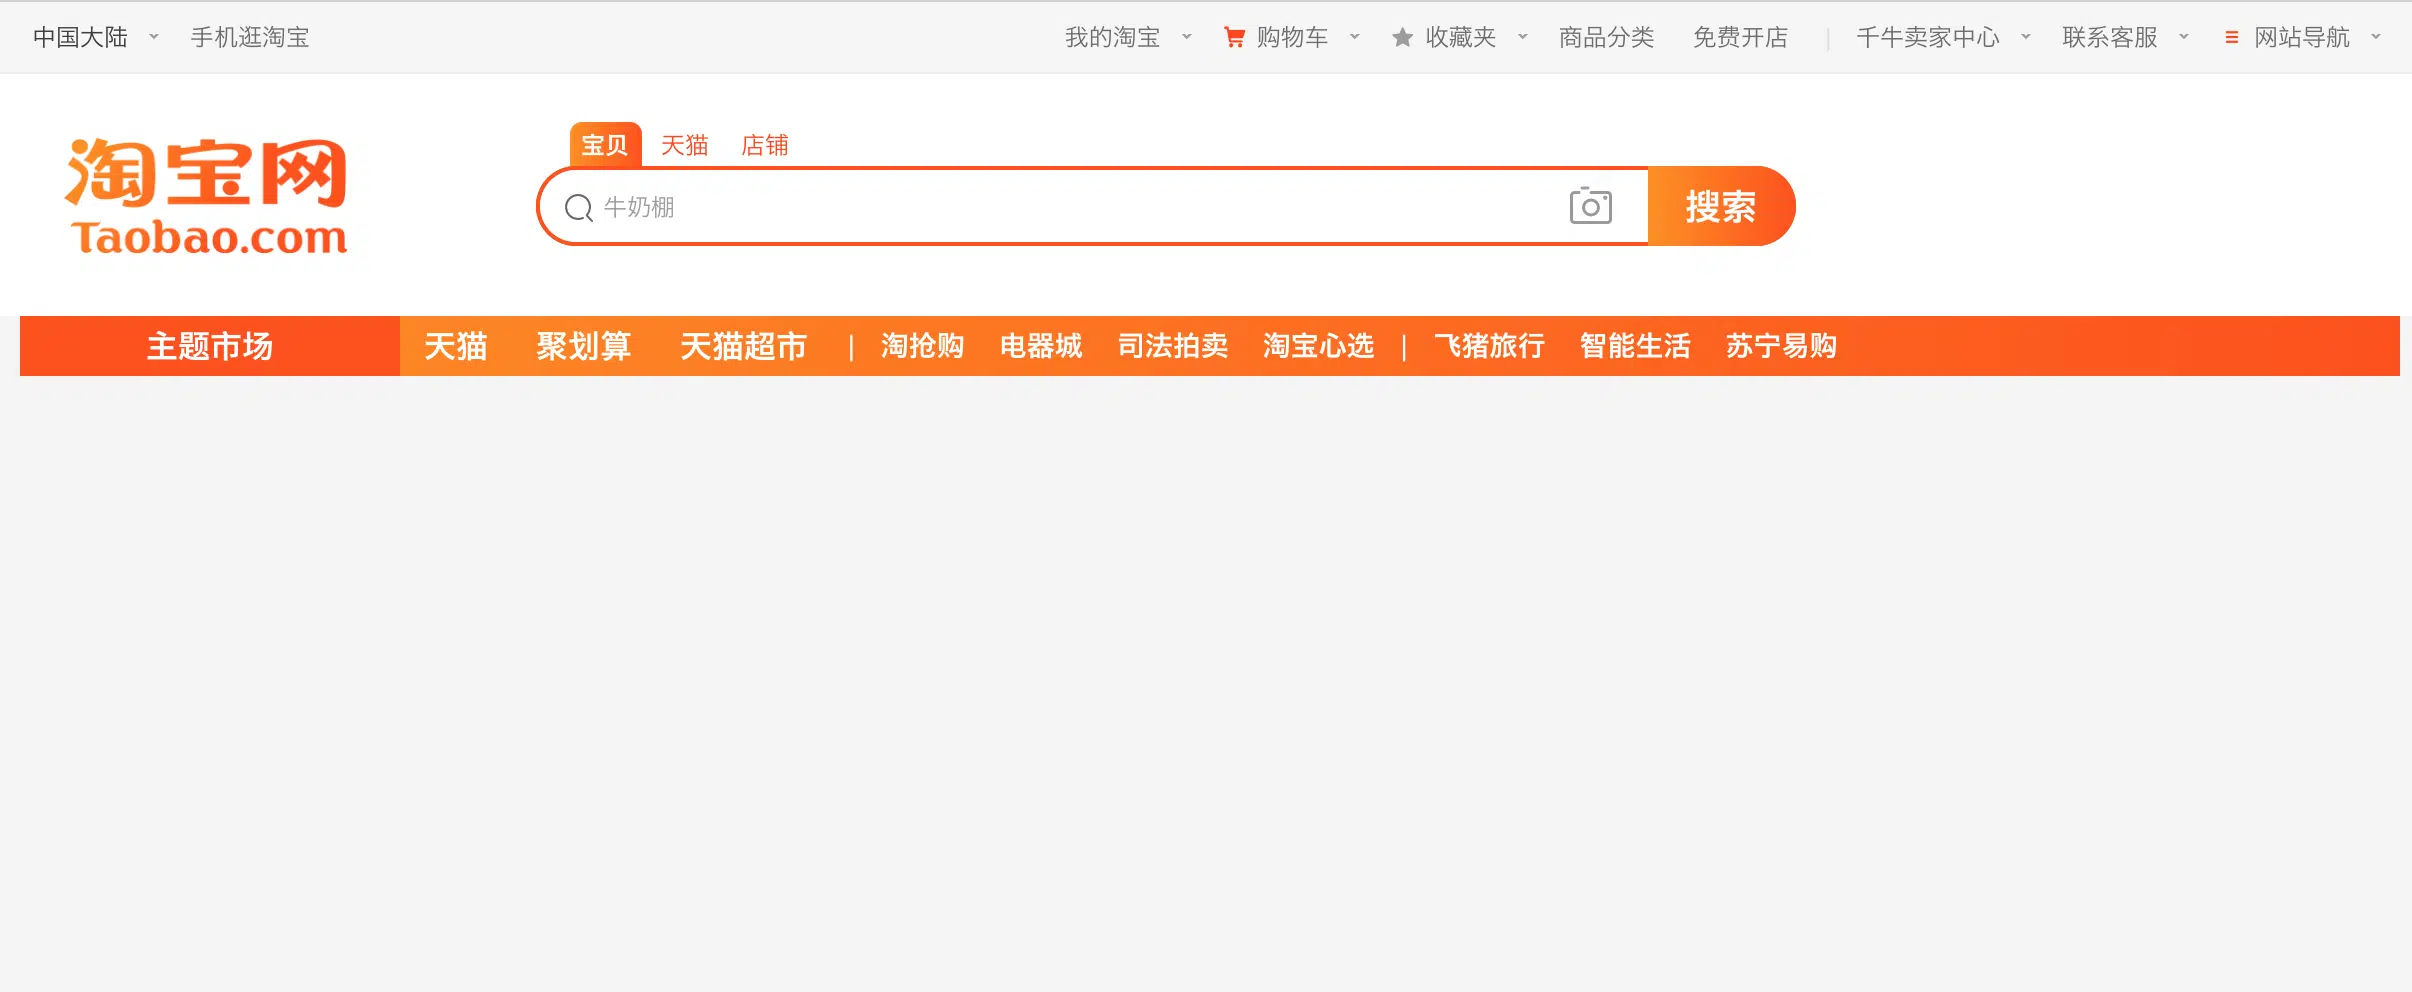 中国大陆 手机逛淘宝 我的淘宝 购物车 收藏夹 商品分类 免费开店 | 千牛卖家中心 联系客服 网站导航
淘宝网
Taobao.com
宝贝 天猫 店铺
牛奶棚 搜索
主题市场 天猫 聚划算 天猫超市 | 淘抢购 电器城 司法拍卖 淘宝心选 | 飞猪旅行 智能生活 苏宁易购